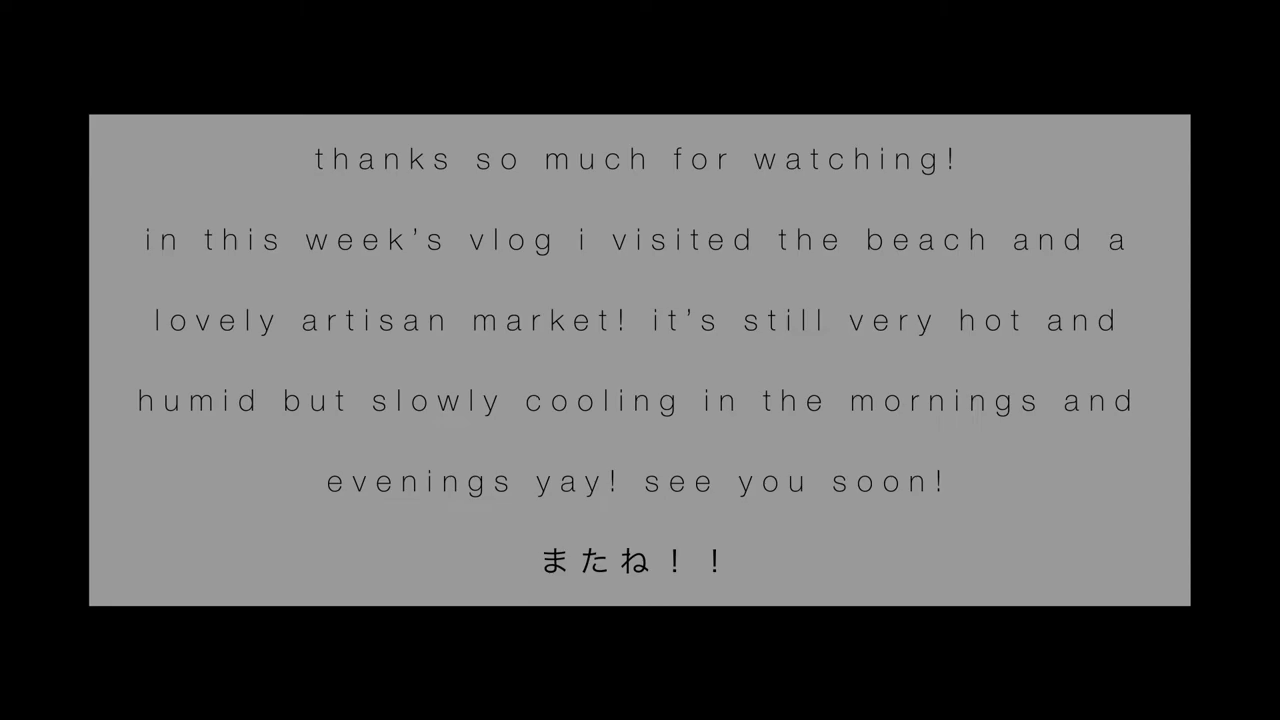 thanks so much for watching!
in this week’s vlog i visited the beach and a
lovely artisan market! it’s still very hot and
humid but slowly cooling in the mornings and
evenings yay! see you soon!
またね！！